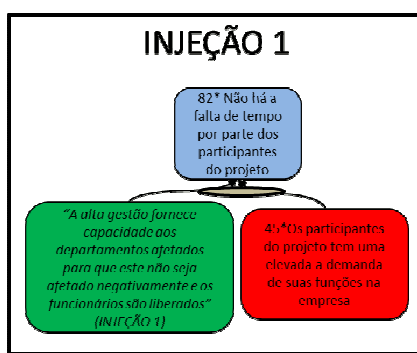 INJEÇÃO 1
82* Não há a
falta de tempo
por parte dos
participantes
do projeto
"A alta gestão fornece
capacidade aos
departamentos afetados
para que este não seja
afetado negativamente e os
funcionários são liberados"
(INJEÇÃO 1)
45*Os participantes
do projeto tem uma
elevada a demanda
de suas funções na
empresa